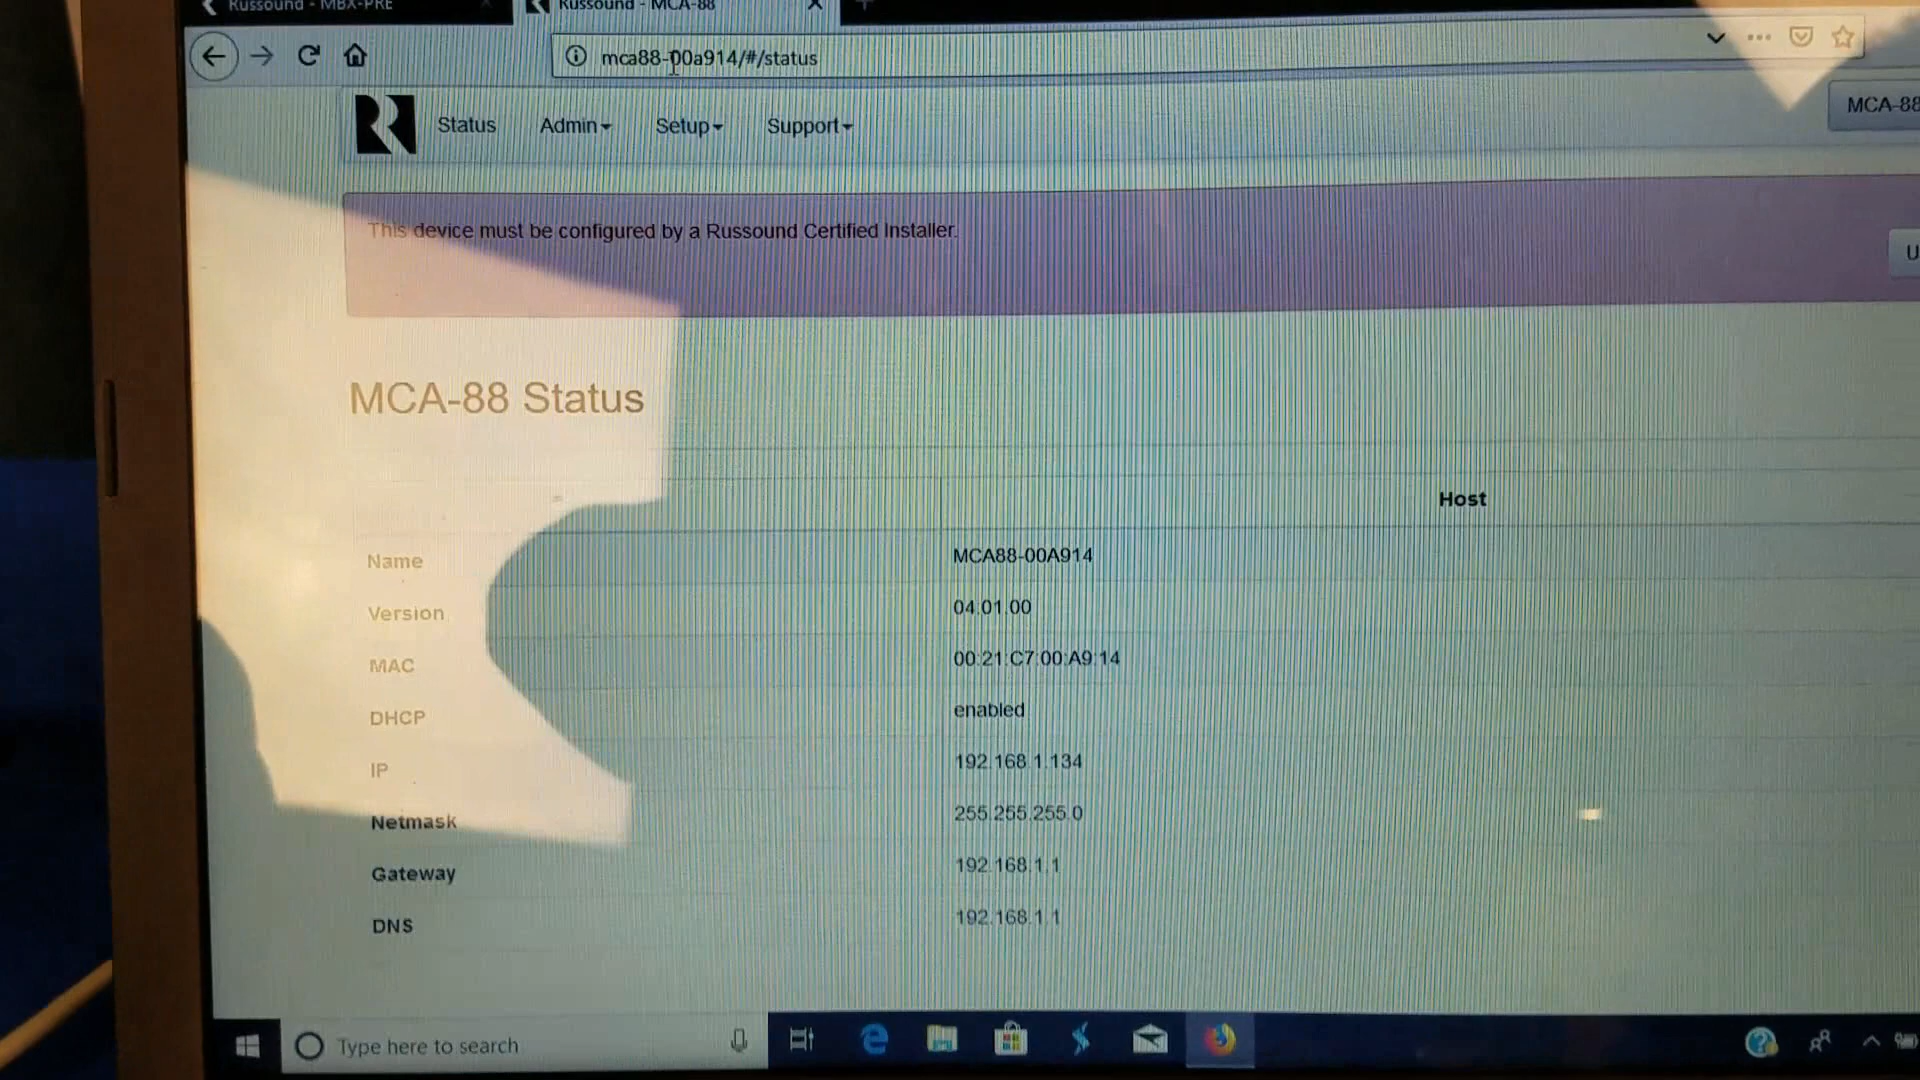 Russound - MBX-PRE
Russound - MCA-88
mca88-00a914/#/status
Status Admin Setup Support MCA-88
This device must be configured by a Russound Certified Installer.
U
MCA-88 Status
Host
Name MCA88-00A914
Version 04.01.00
MAC 00:21:C7:00:A9:14
DHCP enabled
IP 192.168.1.134
Netmask 255.255.255.0
Gateway 192.168.1.1
DNS 192.168.1.1
Type here to search